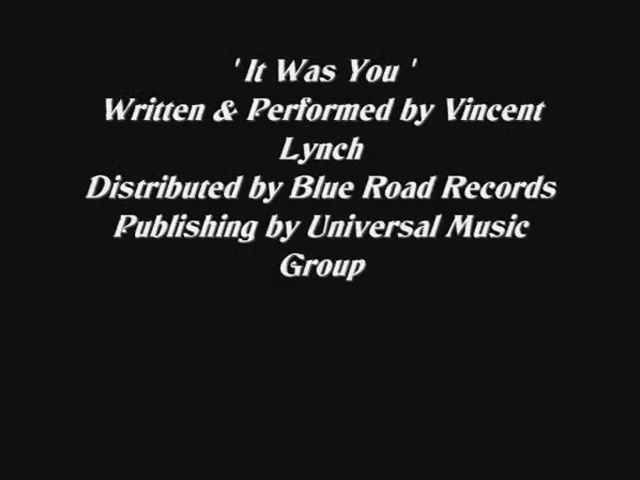 ' It Was You '
Written & Performed by Vincent
Lynch
Distributed by Blue Road Records
Publishing by Universal Music
Group